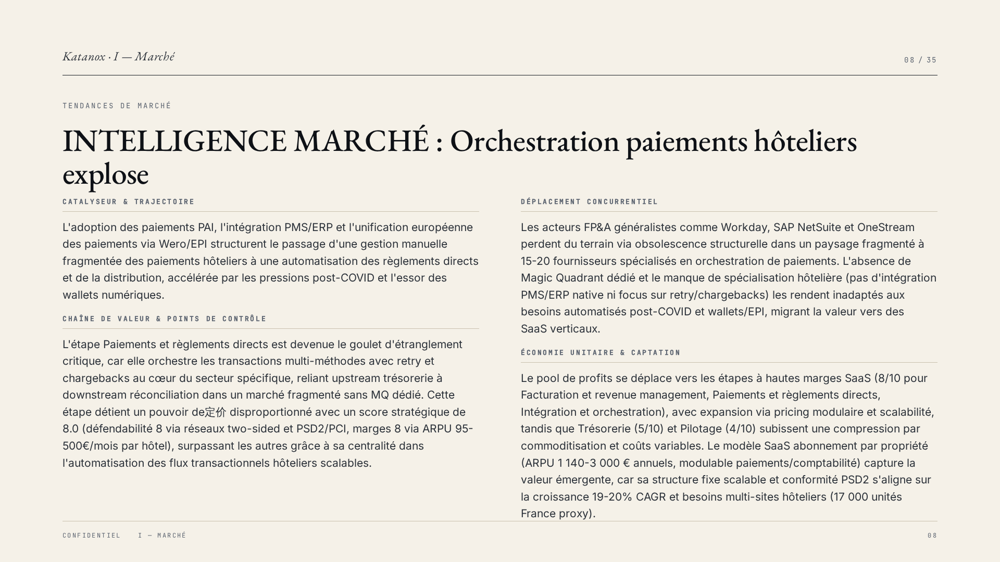 Katanox · I — Marché
08 / 35
TENDANCES DE MARCHÉ
INTELLIGENCE MARCHÉ : Orchestration paiements hôteliers
explose
CATALYSEUR & TRAJECTOIRE
L'adoption des paiements PAI, l'intégration PMS/ERP et l'unification européenne
des paiements via Wero/EPI structurent le passage d'une gestion manuelle
fragmentée des paiements hôteliers à une automatisation des règlements directs
et de la distribution, accélérée par les pressions post-COVID et l'essor des
wallets numériques.
CHAÎNE DE VALEUR & POINTS DE CONTRÔLE
L'étape Paiements et règlements directs est devenue le goulet d'étranglement
critique, car elle orchestre les transactions multi-méthodes avec retry et
chargebacks au cœur du secteur spécifique, reliant upstream trésorerie à
downstream réconciliation dans un marché fragmenté sans MQ dédié. Cette
étape détient un pouvoir de定价 disproportionné avec un score stratégique de
8.0 (défendabilité 8 via réseaux two-sided et PSD2/PCI, marges 8 via ARPU 95-
500€/mois par hôtel), surpassant les autres grâce à sa centralité dans
l'automatisation des flux transactionnels hôteliers scalables.
DÉPLACEMENT CONCURRENTIEL
Les acteurs FP&A généralistes comme Workday, SAP NetSuite et OneStream
perdent du terrain via obsolescence structurelle dans un paysage fragmenté à
15-20 fournisseurs spécialisés en orchestration de paiements. L'absence de
Magic Quadrant dédié et le manque de spécialisation hôtelière (pas d'intégration
PMS/ERP native ni focus sur retry/chargebacks) les rendent inadaptés aux
besoins automatisés post-COVID et wallets/EPI, migrant la valeur vers des
SaaS verticaux.
ÉCONOMIE UNITAIRE & CAPTATION
Le pool de profits se déplace vers les étapes à hautes marges SaaS (8/10 pour
Facturation et revenue management, Paiements et règlements directs,
Intégration et orchestration), avec expansion via pricing modulaire et scalabilité,
tandis que Trésorerie (5/10) et Pilotage (4/10) subissent une compression par
commoditisation et coûts variables. Le modèle SaaS abonnement par propriété
(ARPU 1 140-3 000 € annuels, modulable paiements/comptabilité) capture la
valeur émergente, car sa structure fixe scalable et conformité PSD2 s'aligne sur
la croissance 19-20% CAGR et besoins multi-sites hôteliers (17 000 unités
France proxy).
CONFIDENTIEL I — MARCHÉ
08